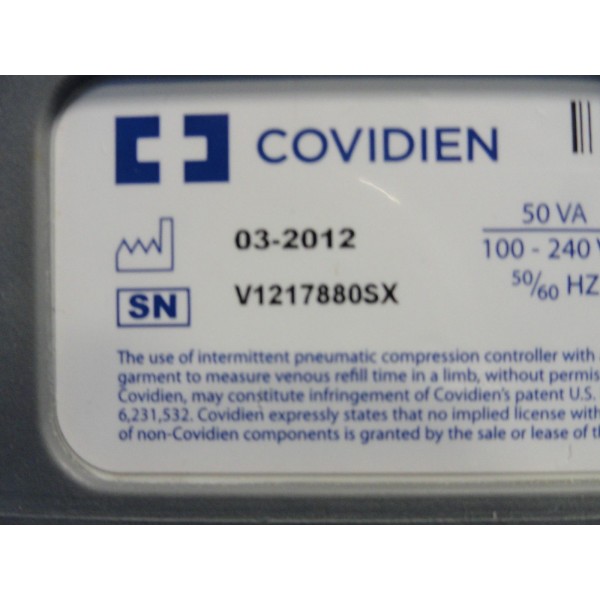 COVIDIEN
03-2012
50 VA
100 - 240 V
SN
V1217880SX
50/60 HZ
The use of intermittent pneumatic compression controller with a
garment to measure venous refill time in a limb, without permis
Covidien, may constitute infringement of Covidien's patent U.S.
6,231,532. Covidien expressly states that no implied license with
of non-Covidien components is granted by the sale or lease of th